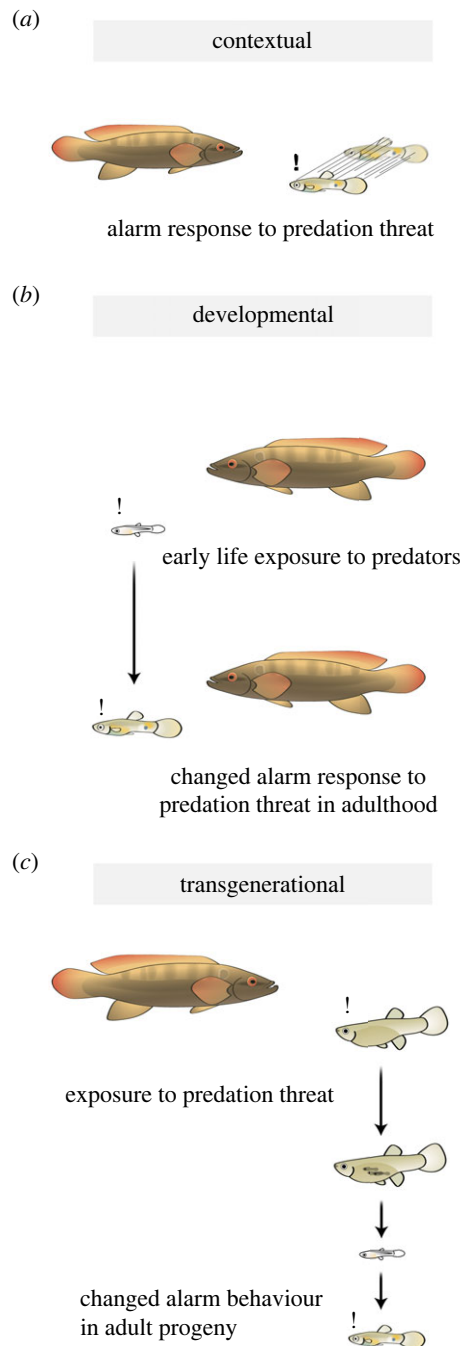 (a)
contextual
!
alarm response to predation threat
(b)
developmental
!
early life exposure to predators
!
changed alarm response to
predation threat in adulthood
(c)
transgenerational
!
exposure to predation threat
changed alarm behaviour
in adult progeny
!